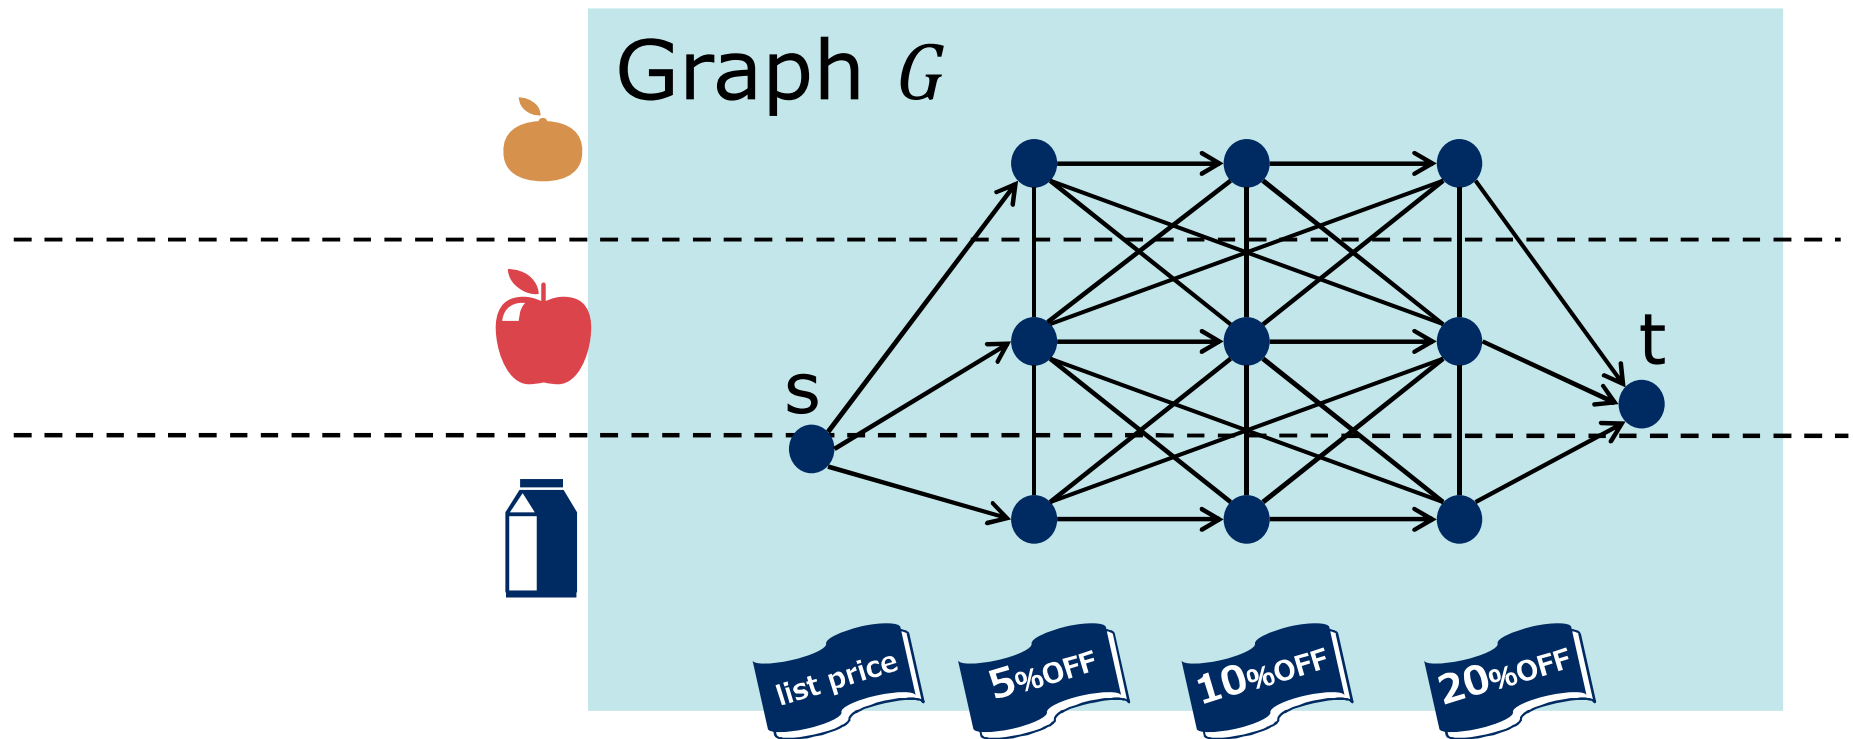 Graph G
s
t
list price
5%OFF
10%OFF
20%OFF